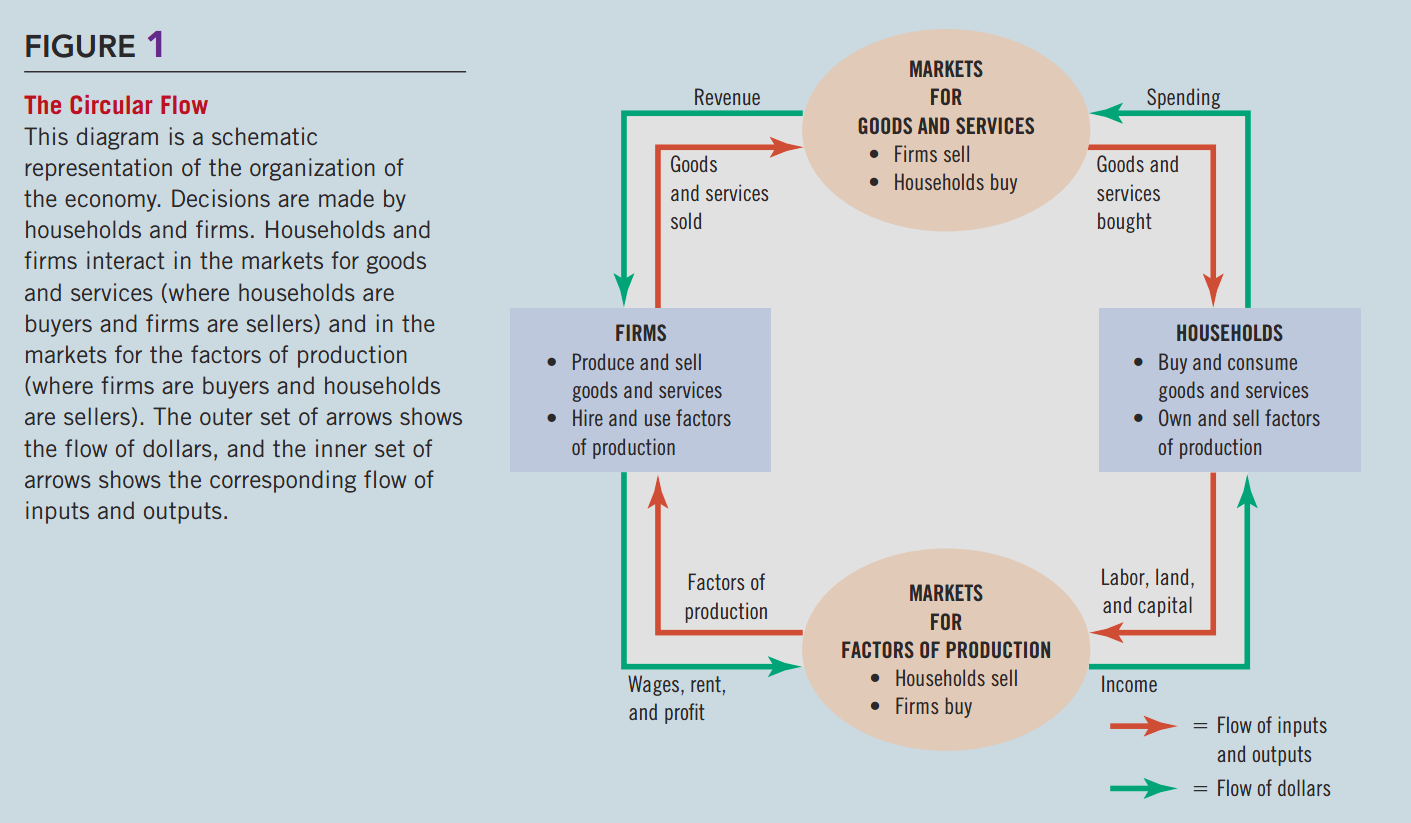 FIGURE 1
The Circular Flow
This diagram is a schematic
representation of the organization of
the economy. Decisions are made by
households and firms. Households and
firms interact in the markets for goods
and services (where households are
buyers and firms are sellers) and in the
markets for the factors of production
(where firms are buyers and households
are sellers). The outer set of arrows shows
the flow of dollars, and the inner set of
arrows shows the corresponding flow of
inputs and outputs.
MARKETS
FOR
GOODS AND SERVICES
• Firms sell
• Households buy
Revenue
Goods
and services
sold
Spending
Goods and
services
bought
FIRMS
• Produce and sell
goods and services
• Hire and use factors
of production
HOUSEHOLDS
• Buy and consume
goods and services
• Own and sell factors
of production
Factors of
production
Wages, rent,
and profit
MARKETS
FOR
FACTORS OF PRODUCTION
• Households sell
• Firms buy
Labor, land,
and capital
Income
= Flow of inputs
and outputs
= Flow of dollars